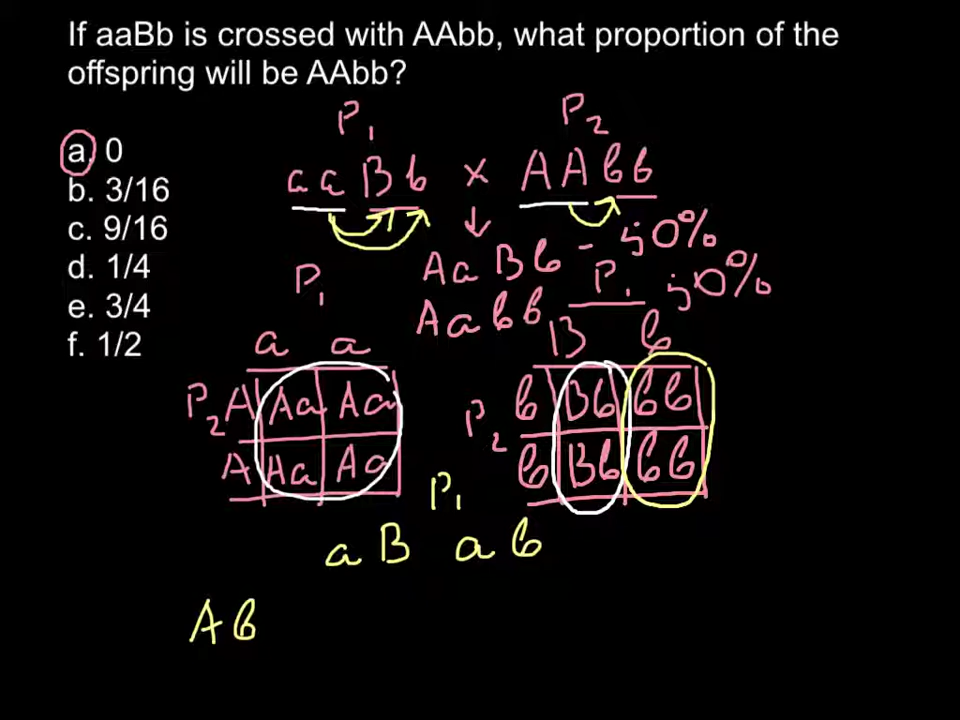 If aaBb is crossed with AAbb, what proportion of the
offspring will be AAbb?
P1 P2
a. 0
aaBb x AAbb
b. 3/16
c. 9/16
AaBb - 50%
d. 1/4
Aabb 50%
P1 P1
e. 3/4
f. 1/2
a a B b
P2 A Aa Aa P2 b Bb bb
A Aa Aa b Bb bb
P1
aB ab
Ab